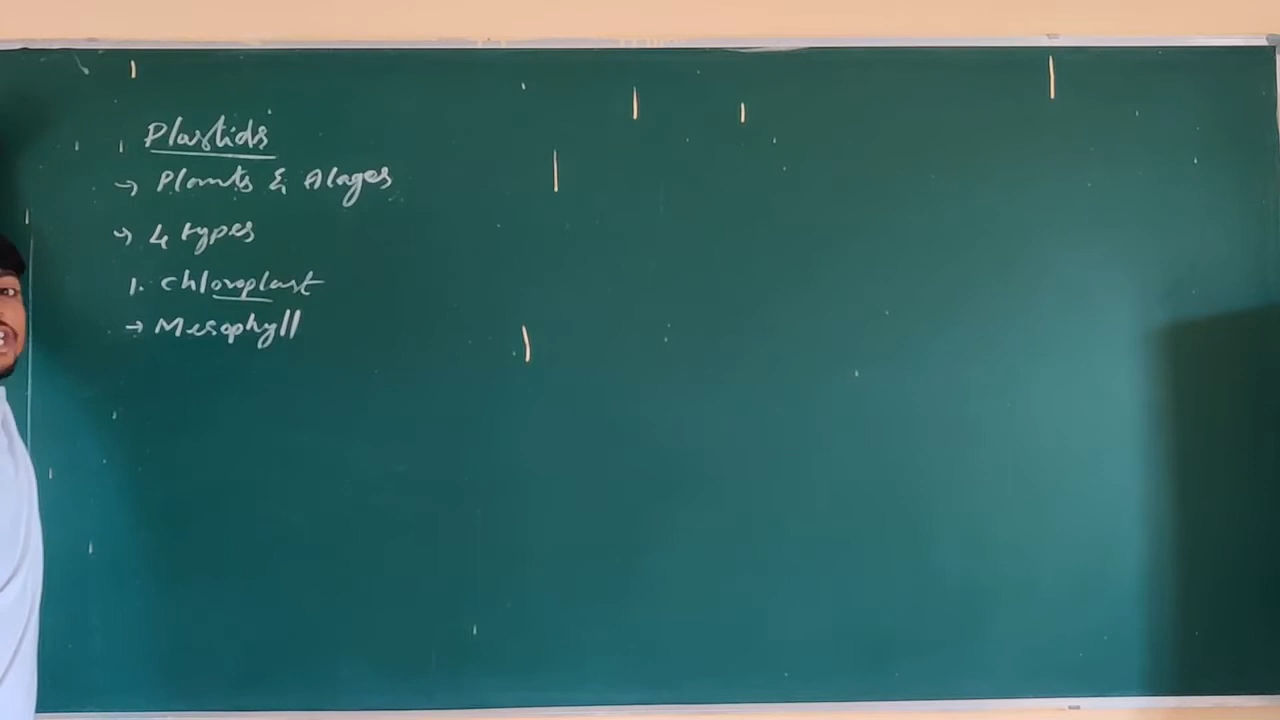 Plastids
→ Plants & Alages
→ 4 types
1. Chloroplast
→ Mesophyll